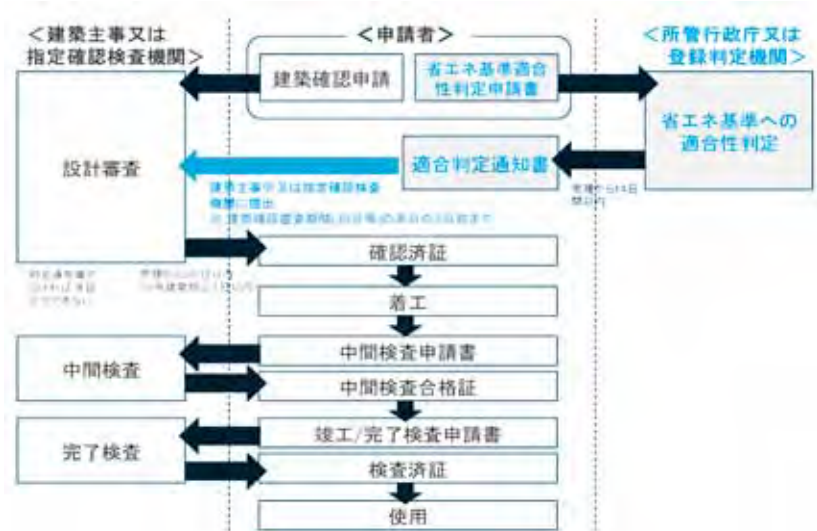 ＜建築主事又は
指定確認検査機関＞
＜申請者＞
＜所管行政庁又は
登録判定機関＞
建築確認申請
省エネ基準適合
性判定申請書
省エネ基準への
適合性判定
設計審査
適合判定通知書
建築主事又は指定確認検査
機関に提出
確認済証
着工
中間検査申請書
中間検査
中間検査合格証
竣工/完了検査申請書
完了検査
検査済証
使用